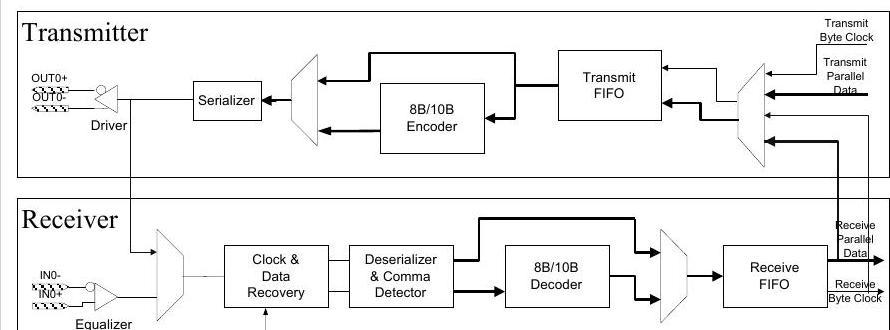 Transmitter
Transmit
Byte Clock
Transmit
Parallel
Data
OUT0+
OUT0-
Driver
Serializer
8B/10B
Encoder
Transmit
FIFO
Receiver
IN0-
IN0+
Equalizer
Clock &
Data
Recovery
Deserializer
& Comma
Detector
8B/10B
Decoder
Receive
FIFO
Receive
Parallel
Data
Receive
Byte Clock